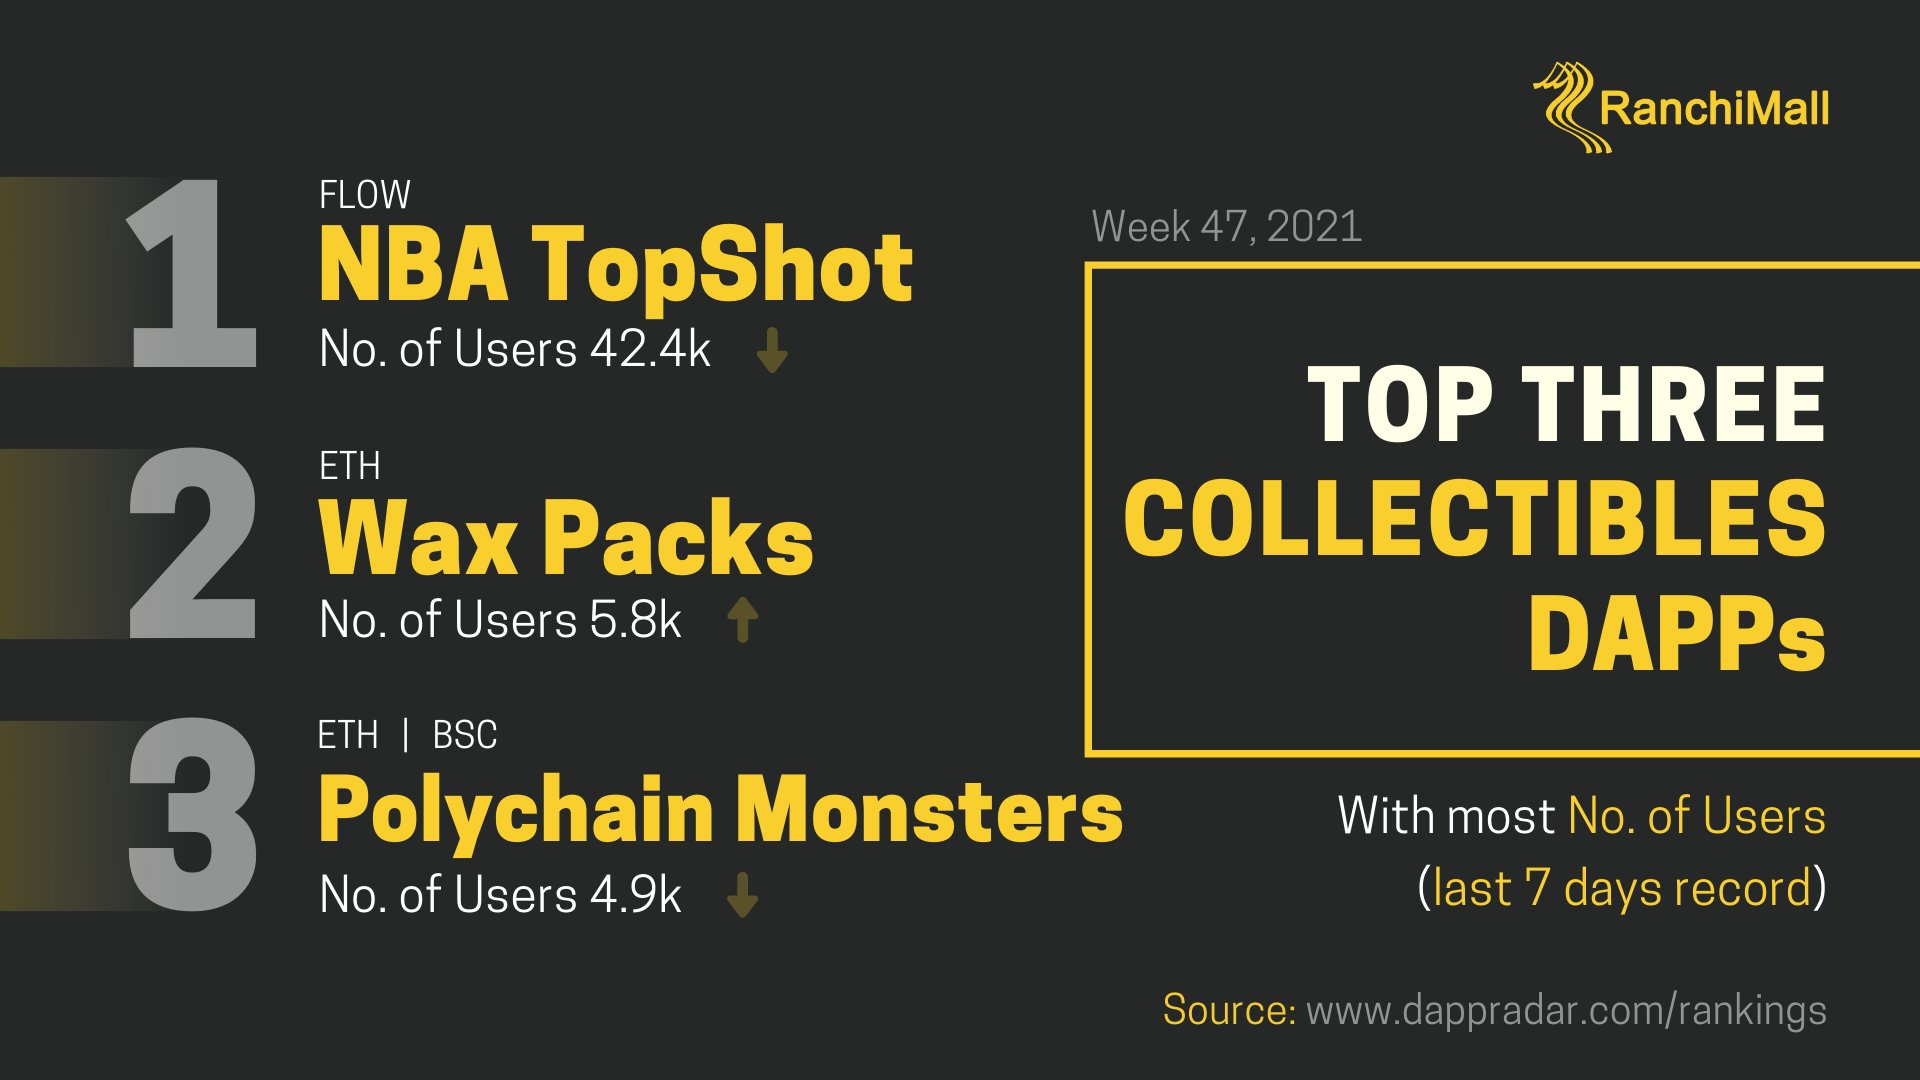 RanchiMall
1
FLOW
NBA TopShot
No. of Users 42.4k
2
ETH
Wax Packs
No. of Users 5.8k
3
ETH | BSC
Polychain Monsters
No. of Users 4.9k
Week 47, 2021
TOP THREE
COLLECTIBLES
DAPPs
With most No. of Users
(last 7 days record)
Source: www.dappradar.com/rankings